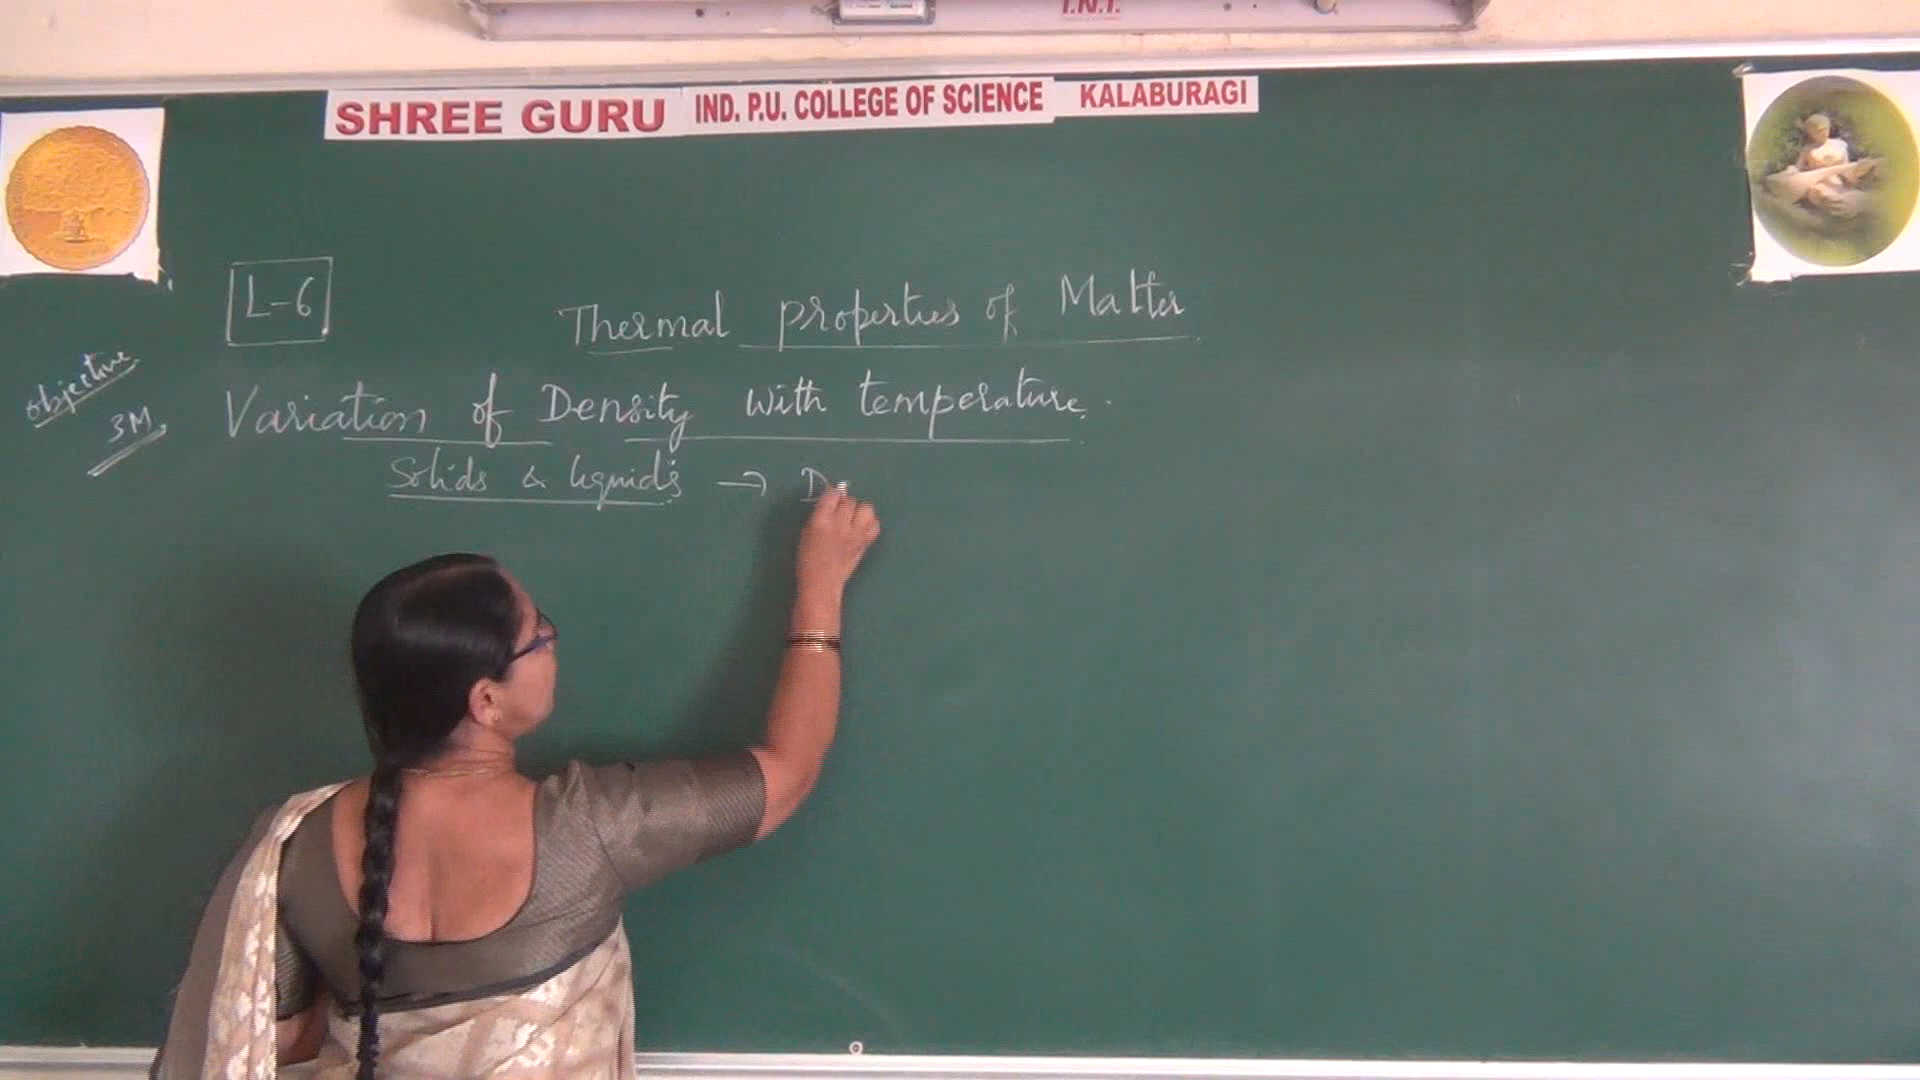 T.N.T.
SHREE GURU IND. P.U. COLLEGE OF SCIENCE KALABURAGI
L-6
Thermal properties of Matter
objective
3M
Variation of Density with temperature.
Solids & liquids → D